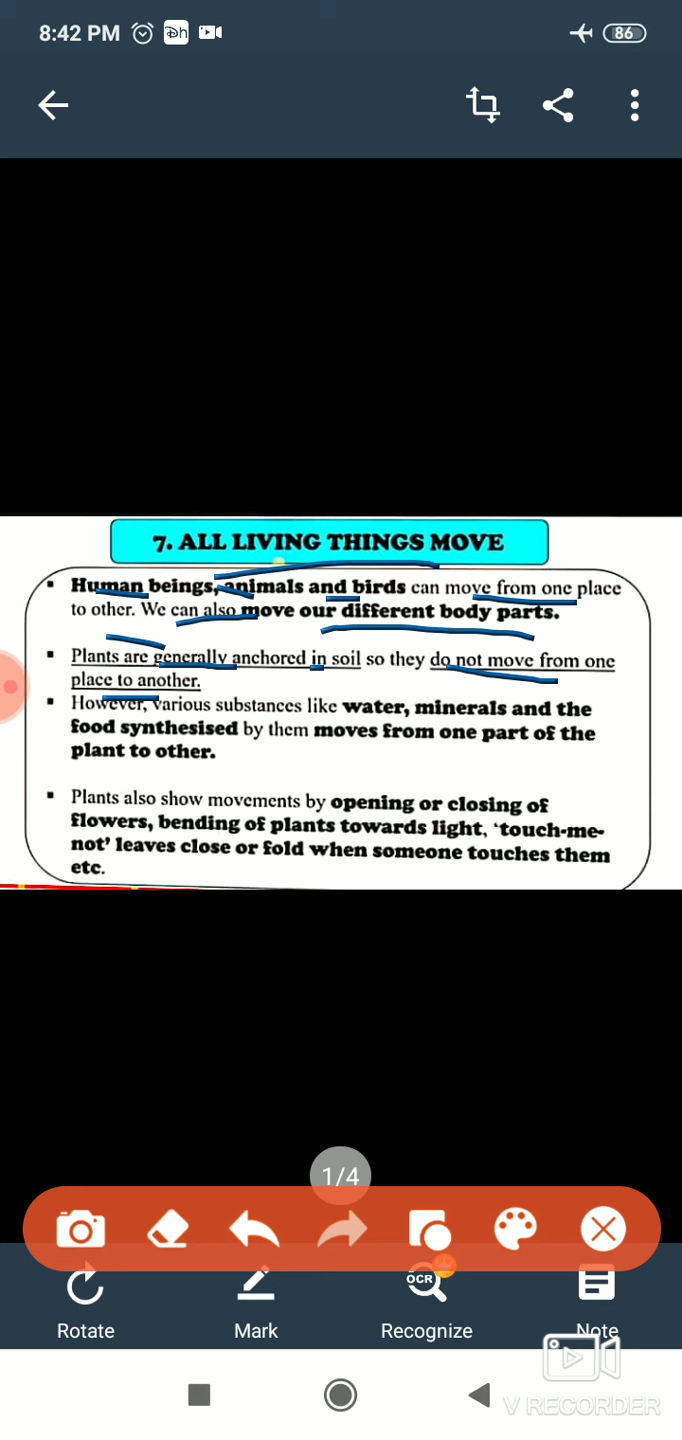 8:42 PM
86
7. ALL LIVING THINGS MOVE
▪ Human beings, animals and birds can move from one place
to other. We can also move our different body parts.
▪ Plants are generally anchored in soil so they do not move from one
place to another.
▪ However, various substances like water, minerals and the
food synthesised by them moves from one part of the
plant to other.
▪ Plants also show movements by opening or closing of
flowers, bending of plants towards light, ‘touch-me-
not’ leaves close or fold when someone touches them
etc.
1/4
OCR
Rotate Mark Recognize Note
V RECORDER